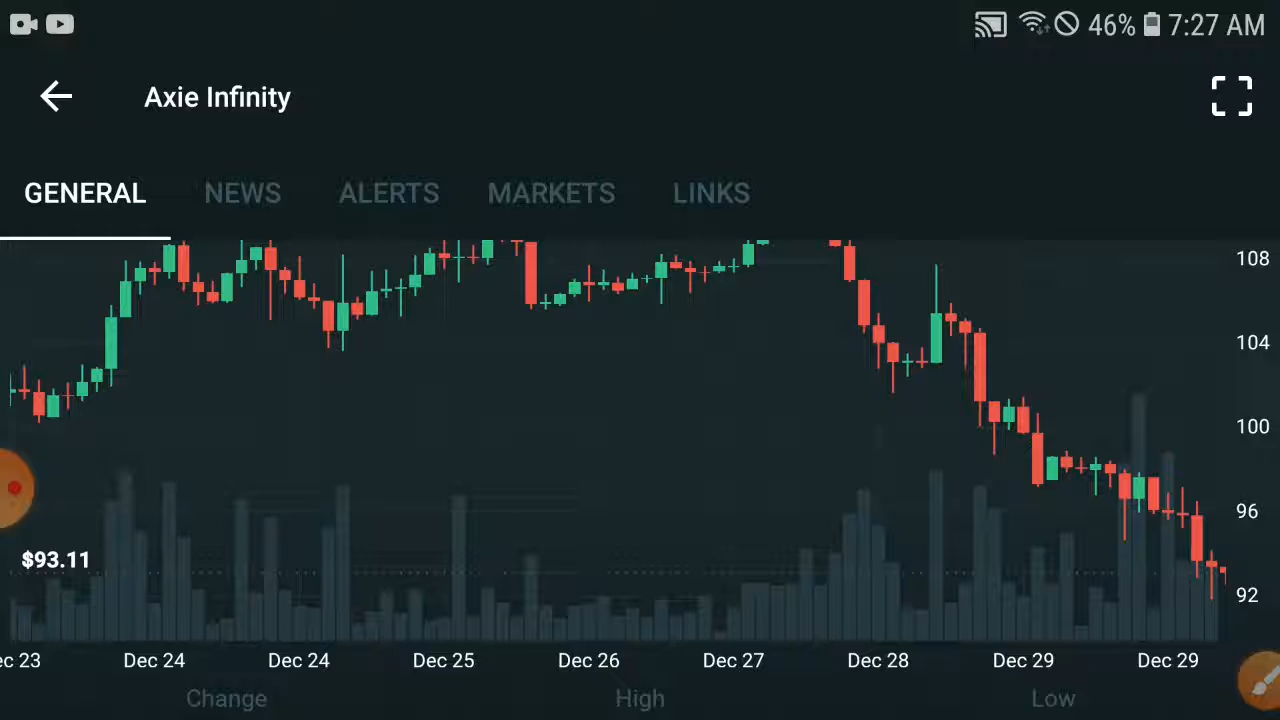 46% 7:27 AM
Axie Infinity
GENERAL NEWS ALERTS MARKETS LINKS
108
104
100
96
$93.11
92
ec 23 Dec 24 Dec 24 Dec 25 Dec 26 Dec 27 Dec 28 Dec 29 Dec 29
Change High Low